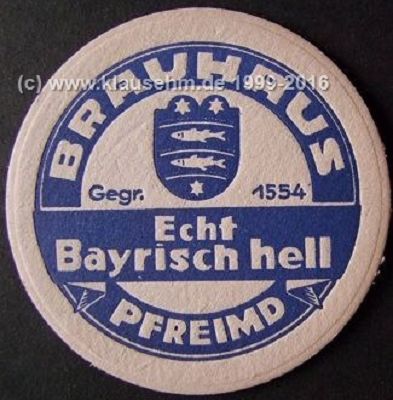 (c) www.klausehm.de 1999-2016
BRAUHAUS
Gegr. 1554
Echt
Bayrisch hell
PFREIMD